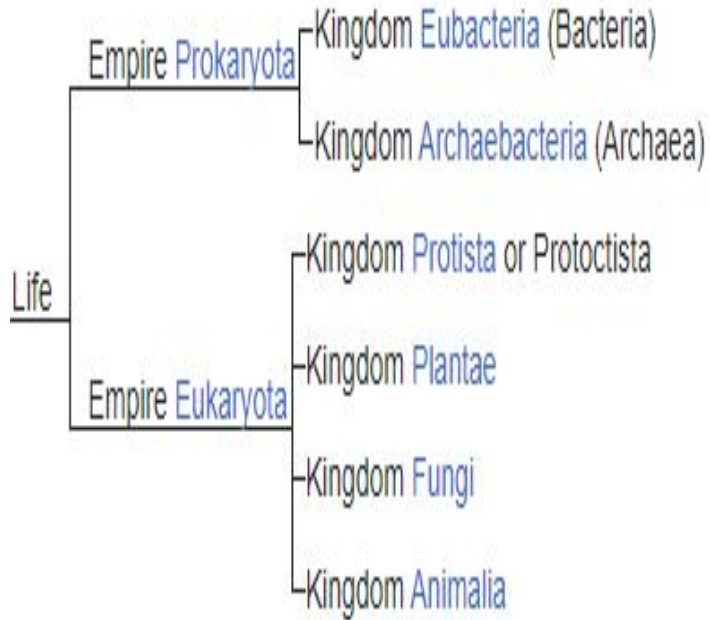 Kingdom Eubacteria (Bacteria)
Empire Prokaryota
Kingdom Archaebacteria (Archaea)
Kingdom Protista or Protoctista
Life
Kingdom Plantae
Empire Eukaryota
Kingdom Fungi
Kingdom Animalia